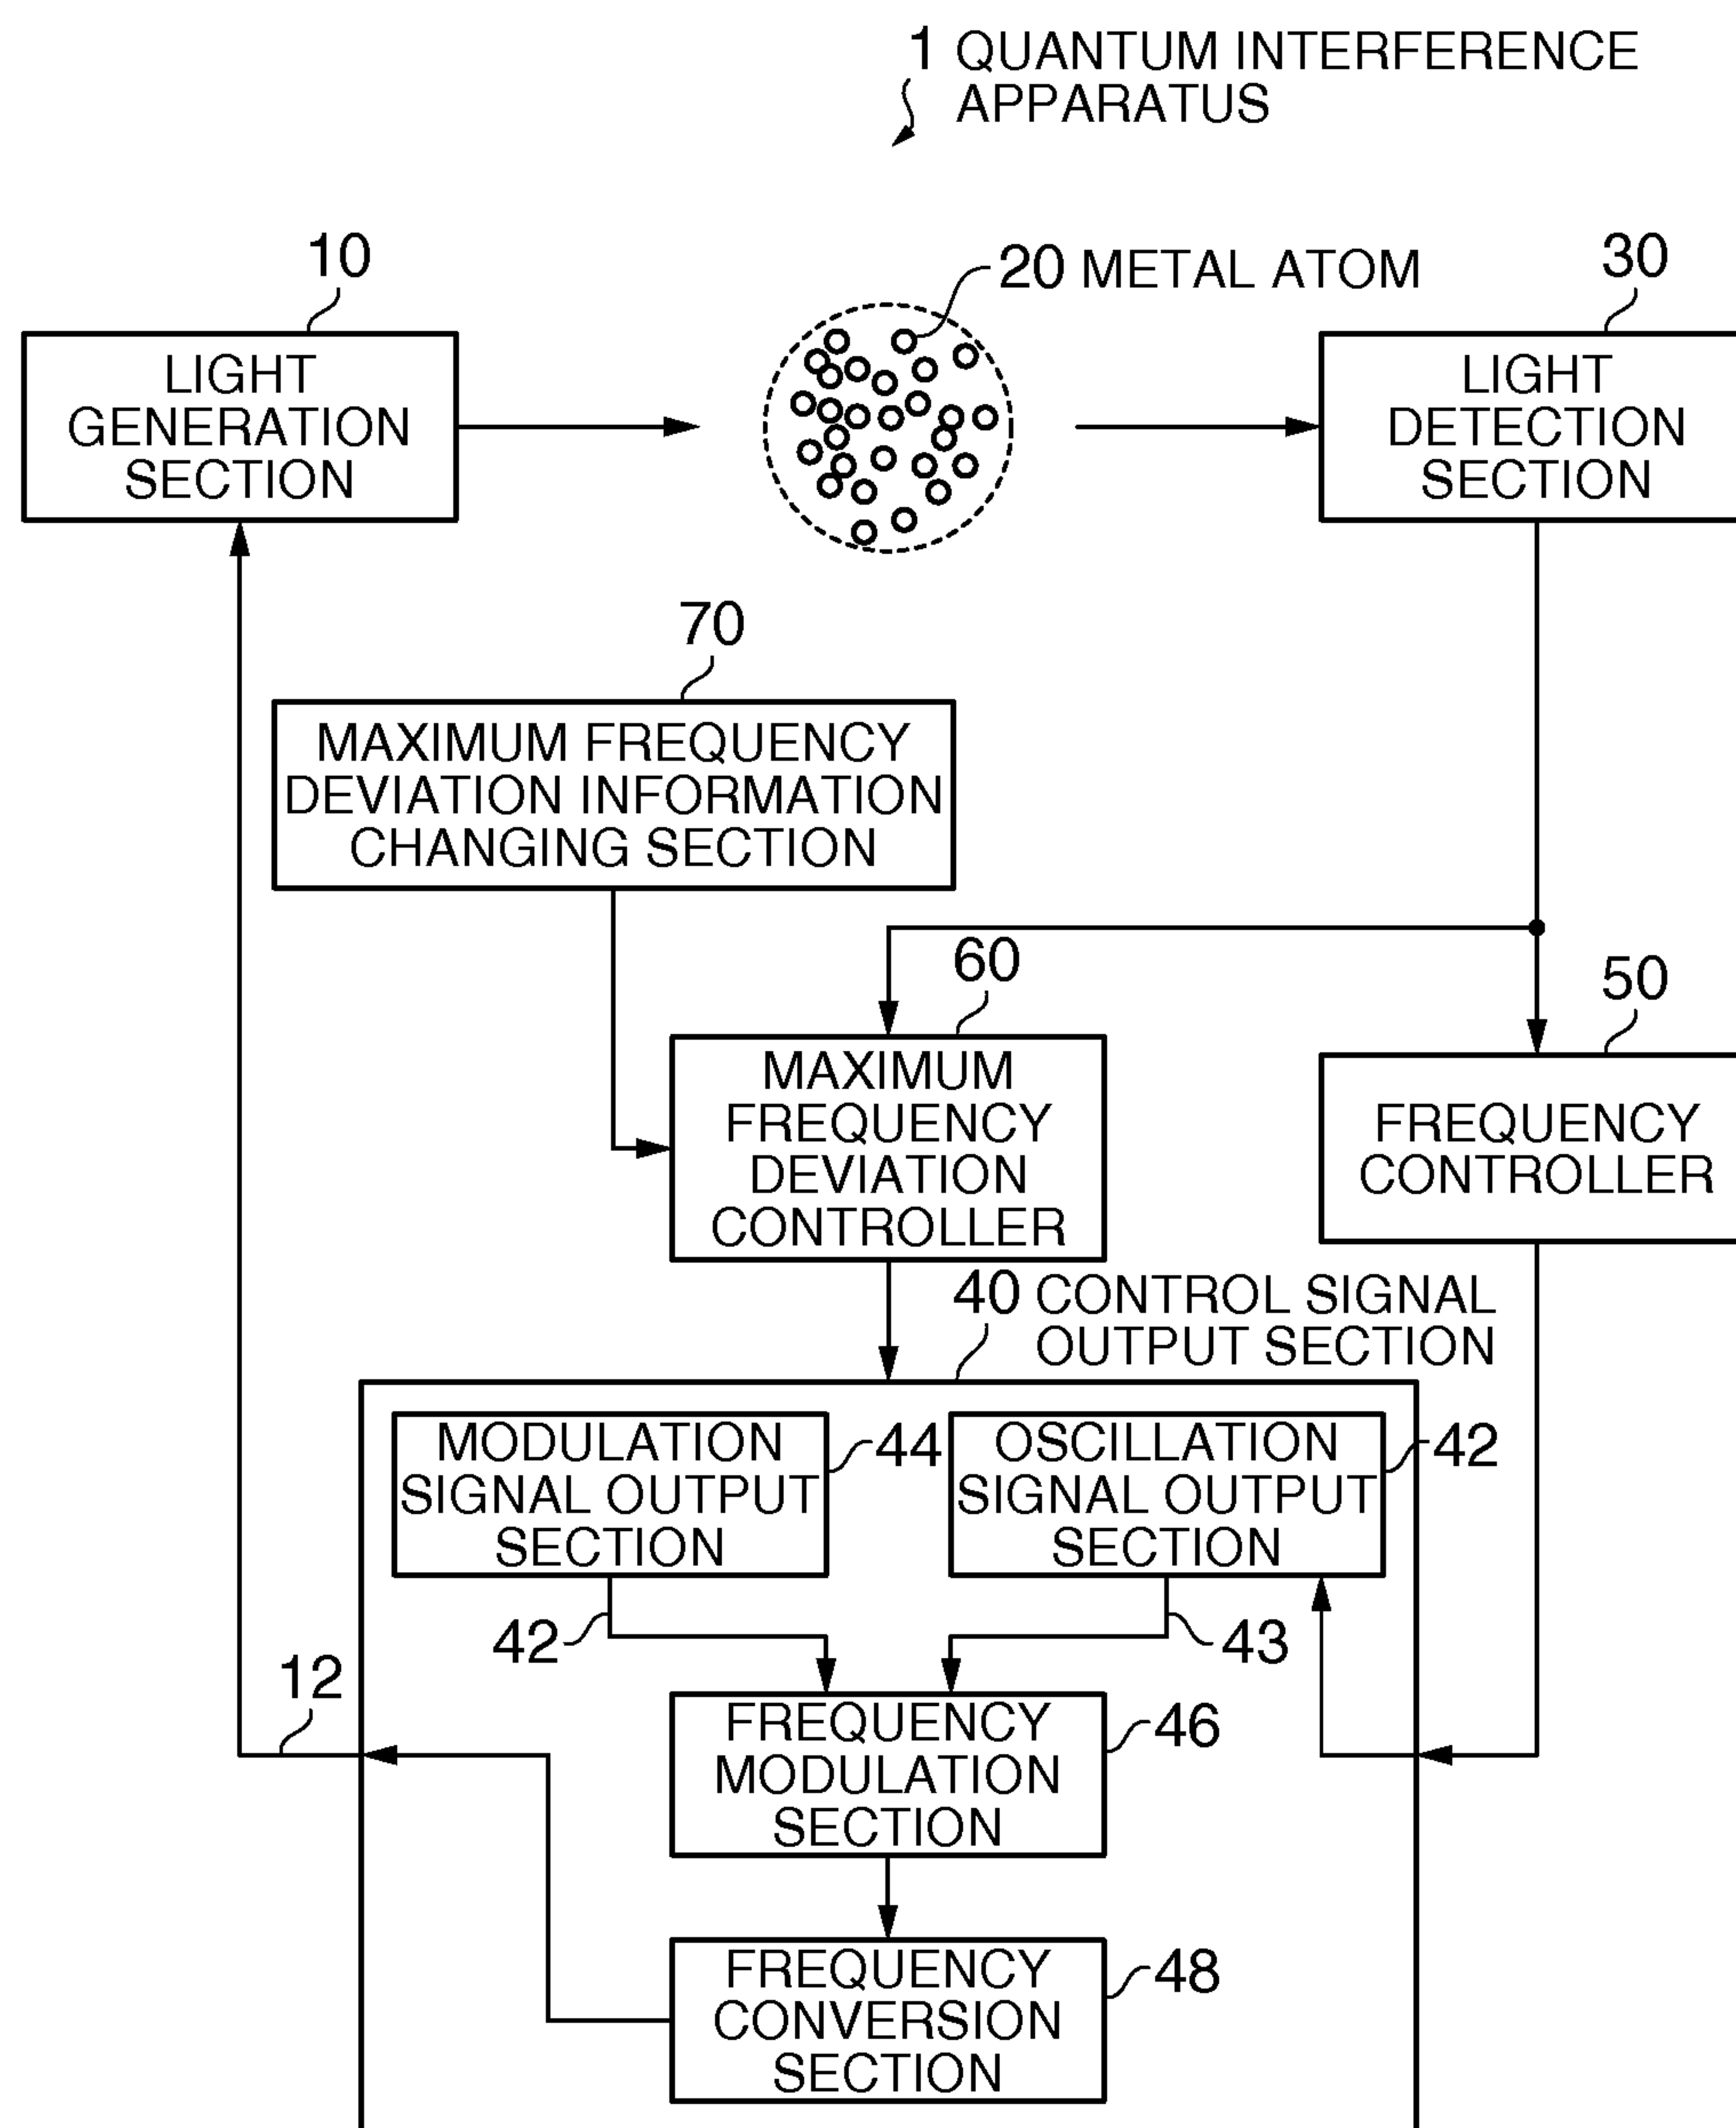 1 QUANTUM INTERFERENCE
APPARATUS
10
20 METAL ATOM
30
LIGHT
GENERATION
SECTION
LIGHT
DETECTION
SECTION
70
MAXIMUM FREQUENCY
DEVIATION INFORMATION
CHANGING SECTION
60
50
MAXIMUM
FREQUENCY
DEVIATION
CONTROLLER
FREQUENCY
CONTROLLER
40 CONTROL SIGNAL
OUTPUT SECTION
MODULATION
SIGNAL OUTPUT
SECTION
44
OSCILLATION
SIGNAL OUTPUT
SECTION
42
42
43
12
FREQUENCY
MODULATION
SECTION
46
FREQUENCY
CONVERSION
SECTION
48